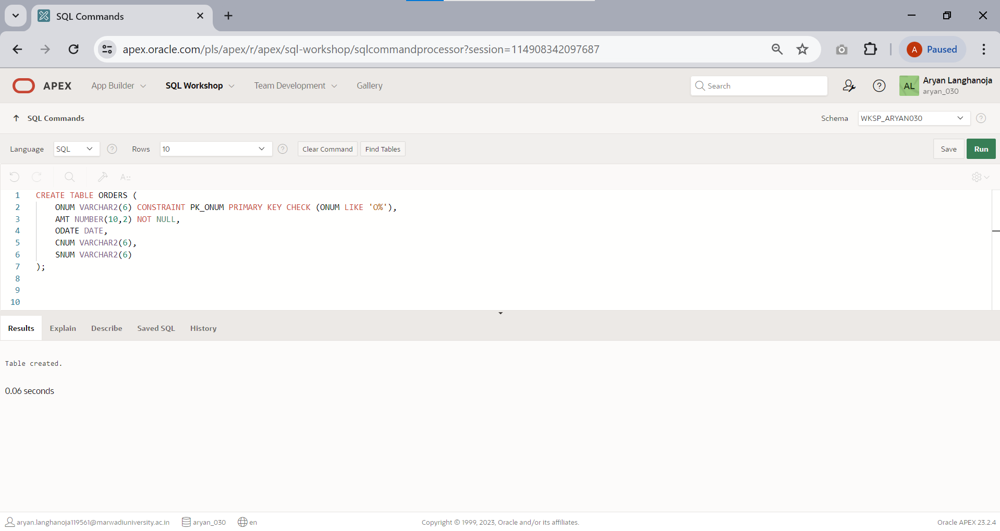 SQL Commands
apex.oracle.com/pls/apex/r/apex/sql-workshop/sqlcommandprocessor?session=114908342097687
A Paused
APEX App Builder SQL Workshop Team Development Gallery Search AL Aryan Langhanoja
aryan_030
SQL Commands Schema WKSP_ARYAN030
Language SQL Rows 10 Clear Command Find Tables Save Run
1 CREATE TABLE ORDERS (
2 ONUM VARCHAR2(6) CONSTRAINT PK_ONUM PRIMARY KEY CHECK (ONUM LIKE 'O%'),
3 AMT NUMBER(10,2) NOT NULL,
4 ODATE DATE,
5 CNUM VARCHAR2(6),
6 SNUM VARCHAR2(6)
7 );
8
9
10
Results Explain Describe Saved SQL History
Table created.
0.06 seconds
aryan.langhanoja119561@marwadiuniversity.ac.in aryan_030 en Copyright © 1999, 2023, Oracle and/or its affiliates. Oracle APEX 23.2.4